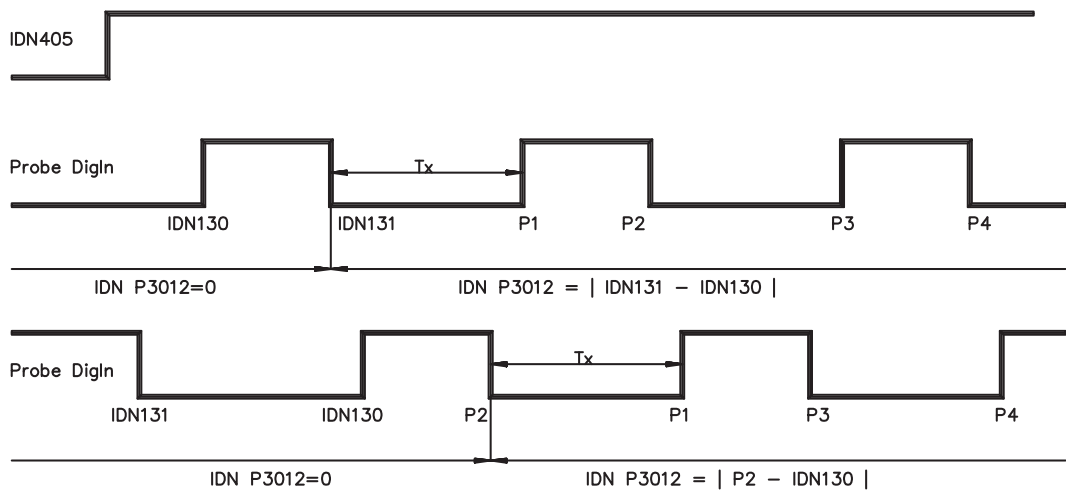 IDN405
Probe DigIn
Tx
IDN130 IDN131 P1 P2 P3 P4
IDN P3012=0 IDN P3012 = | IDN131 - IDN130 |
Probe DigIn
Tx
IDN131 IDN130 P2 P1 P3 P4
IDN P3012=0 IDN P3012 = | P2 - IDN130 |